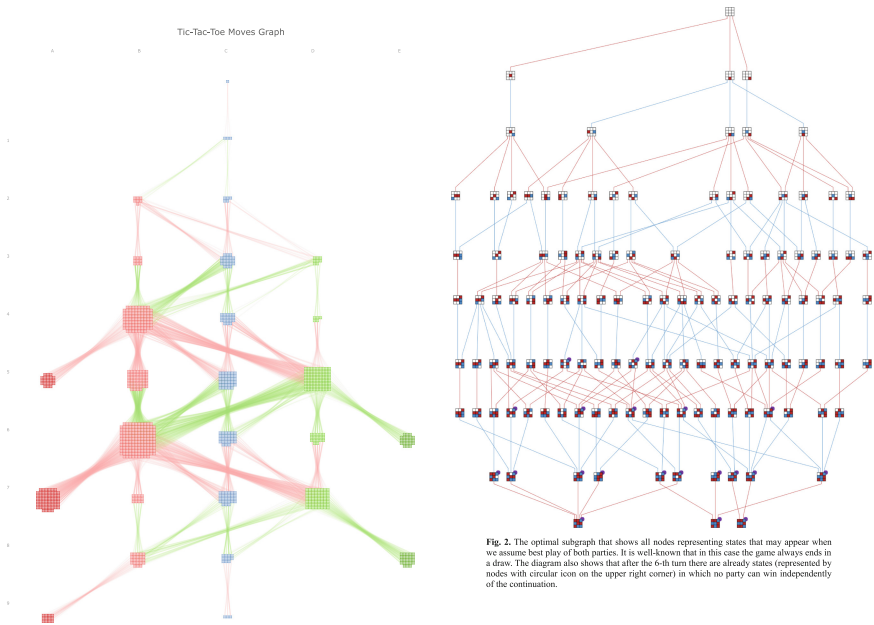 Tic-Tac-Toe Moves Graph
A B C D E
1
2
3
4
5
6
7
8
9
Fig. 2. The optimal subgraph that shows all nodes representing states that may appear when
we assume best play of both parties. It is well-known that in this case the game always ends in
a draw. The diagram also shows that after the 6-th turn there are already states (represented by
nodes with circular icon on the upper right corner) in which no party can win independently
of the continuation.